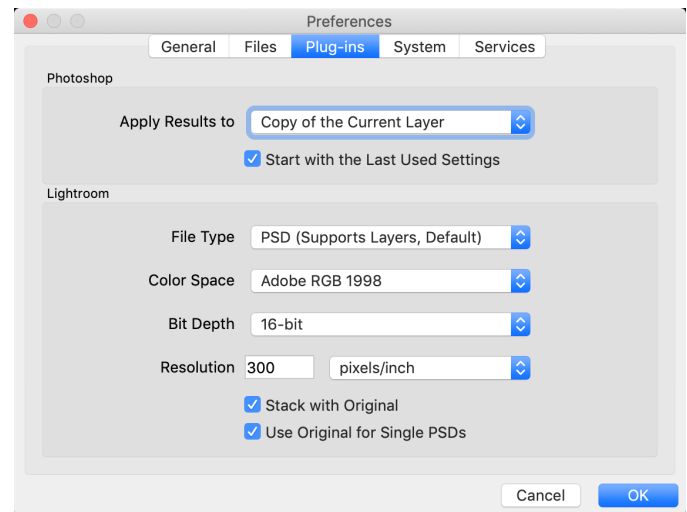 Preferences
General Files Plug-ins System Services
Photoshop
Apply Results to Copy of the Current Layer
Start with the Last Used Settings
Lightroom
File Type PSD (Supports Layers, Default)
Color Space Adobe RGB 1998
Bit Depth 16-bit
Resolution 300 pixels/inch
Stack with Original
Use Original for Single PSDs
Cancel OK